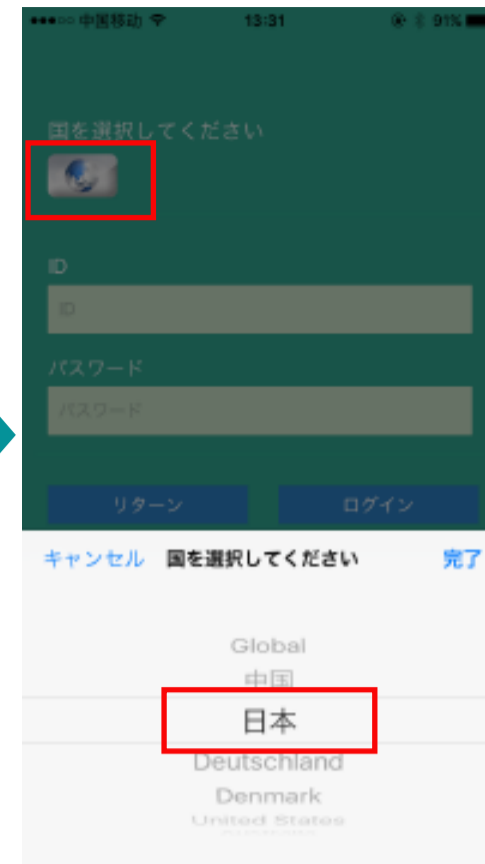 中国移动 13:31 91%
国を選択してください
ID
ID
パスワード
パスワード
リターン ログイン
キャンセル 国を選択してください 完了
Global
中国
日本
Deutschland
Denmark
United States